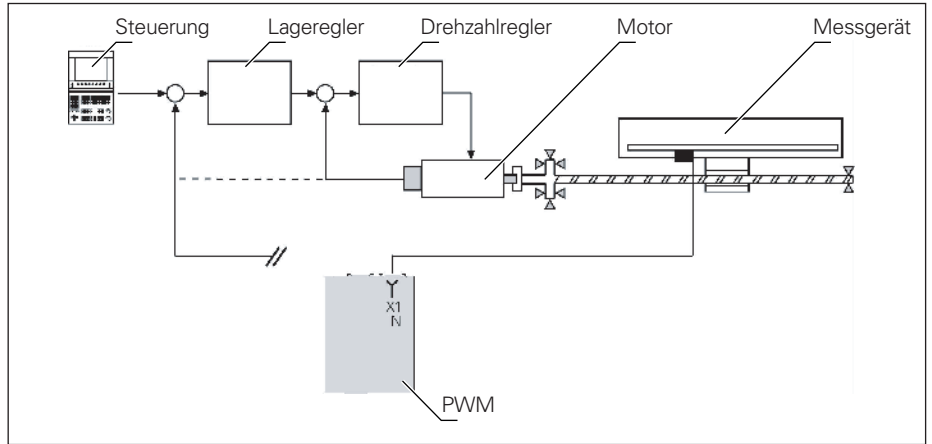 Steuerung
Lageregler
Drehzahlregler
Motor
Messgerät
X1
N
PWM